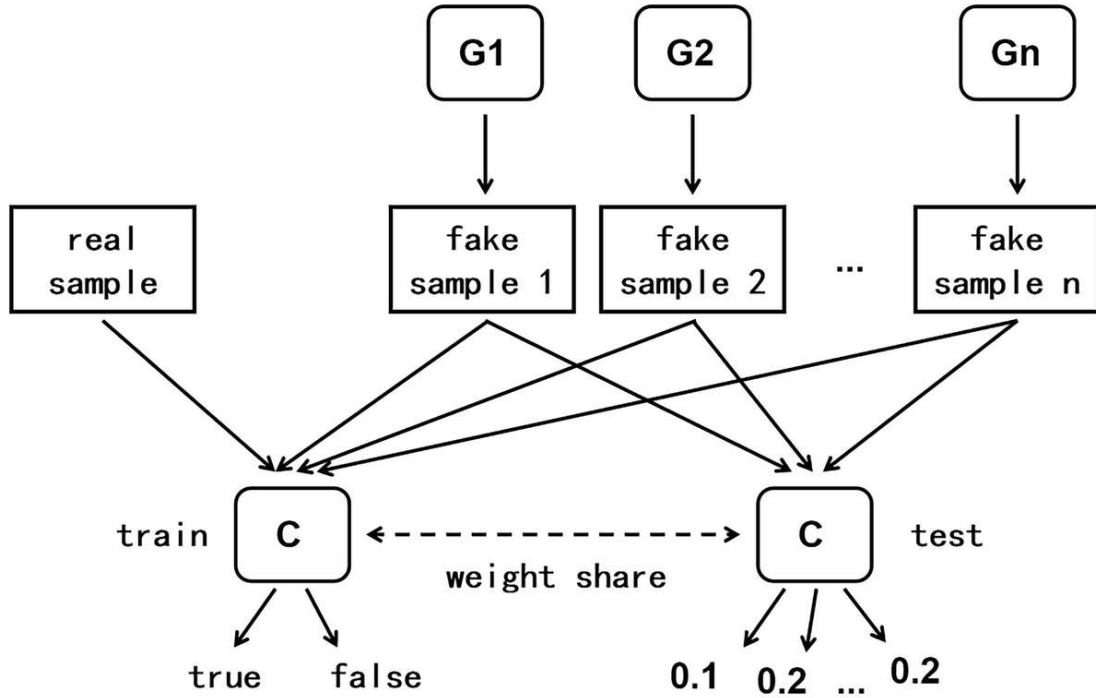 G1 G2 Gn
real fake fake fake
sample sample 1 sample 2 ... sample n
train C C test
weight share
true false 0.1 0.2 ... 0.2